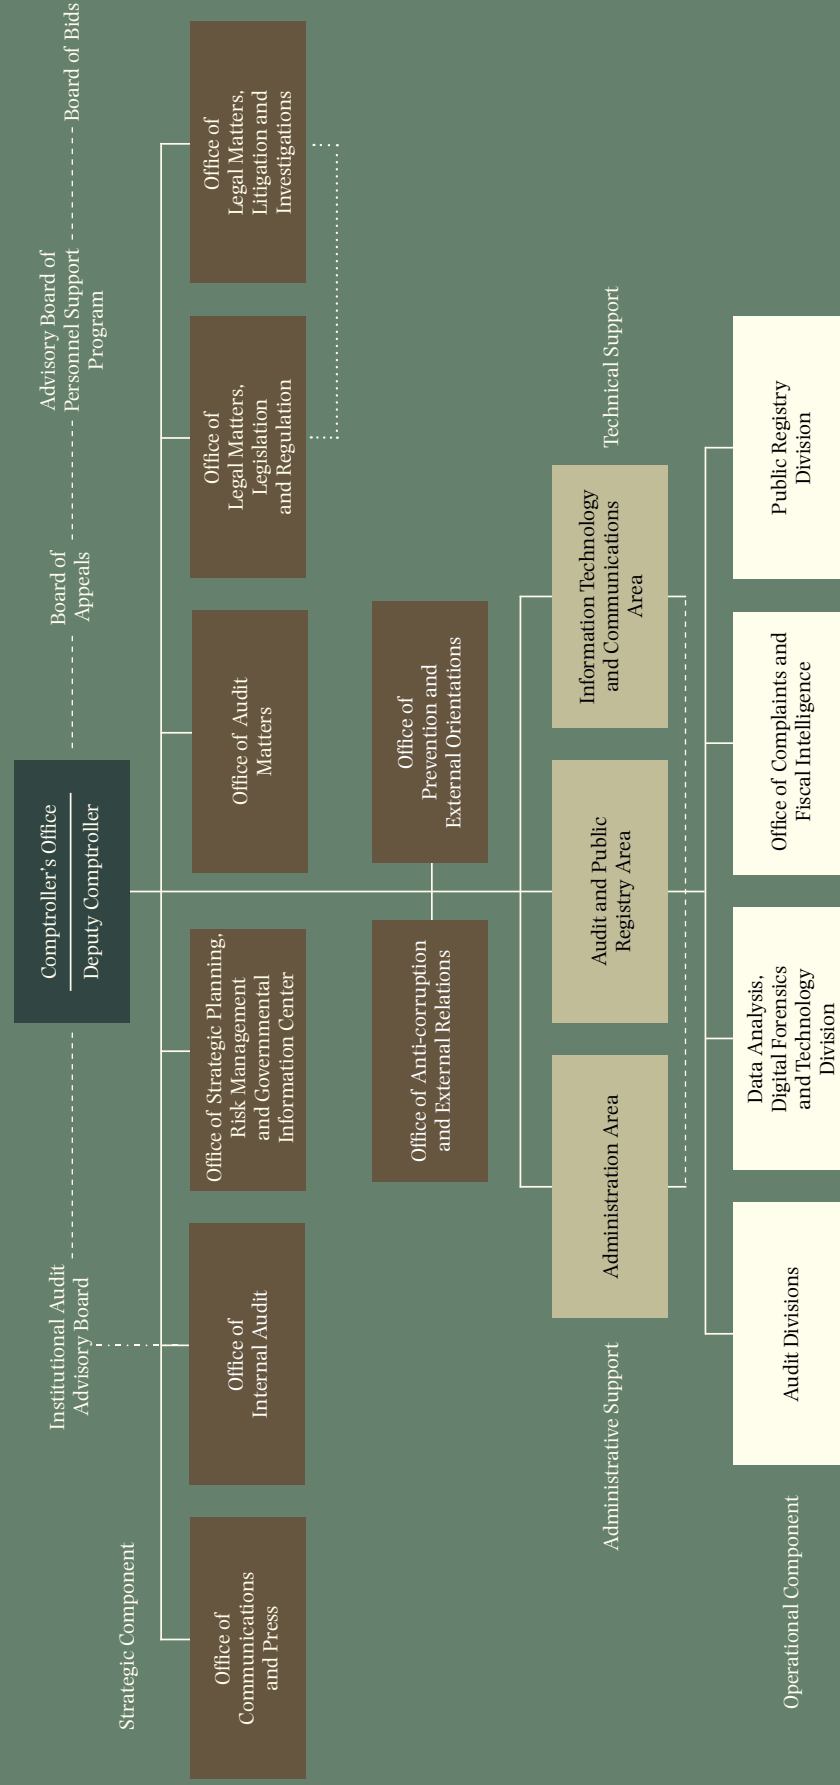 Comptroller's Office
Deputy Comptroller
Institutional Audit
Advisory Board
Board of
Appeals
Advisory Board of
Personnel Support
Program
Board of Bids
Strategic Component
Office of
Communications
and Press
Office of
Internal Audit
Office of Strategic Planning,
Risk Management
and Governmental
Information Center
Office of Audit
Matters
Office of
Legal Matters,
Legislation
and Regulation
Office of
Legal Matters,
Litigation and
Investigations
Office of Anti-corruption
and External Relations
Office of
Prevention and
External Orientations
Administrative Support
Administration Area
Audit and Public
Registry Area
Information Technology
and Communications
Area
Technical Support
Operational Component
Audit Divisions
Data Analysis,
Digital Forensics
and Technology
Division
Office of Complaints and
Fiscal Intelligence
Public Registry
Division